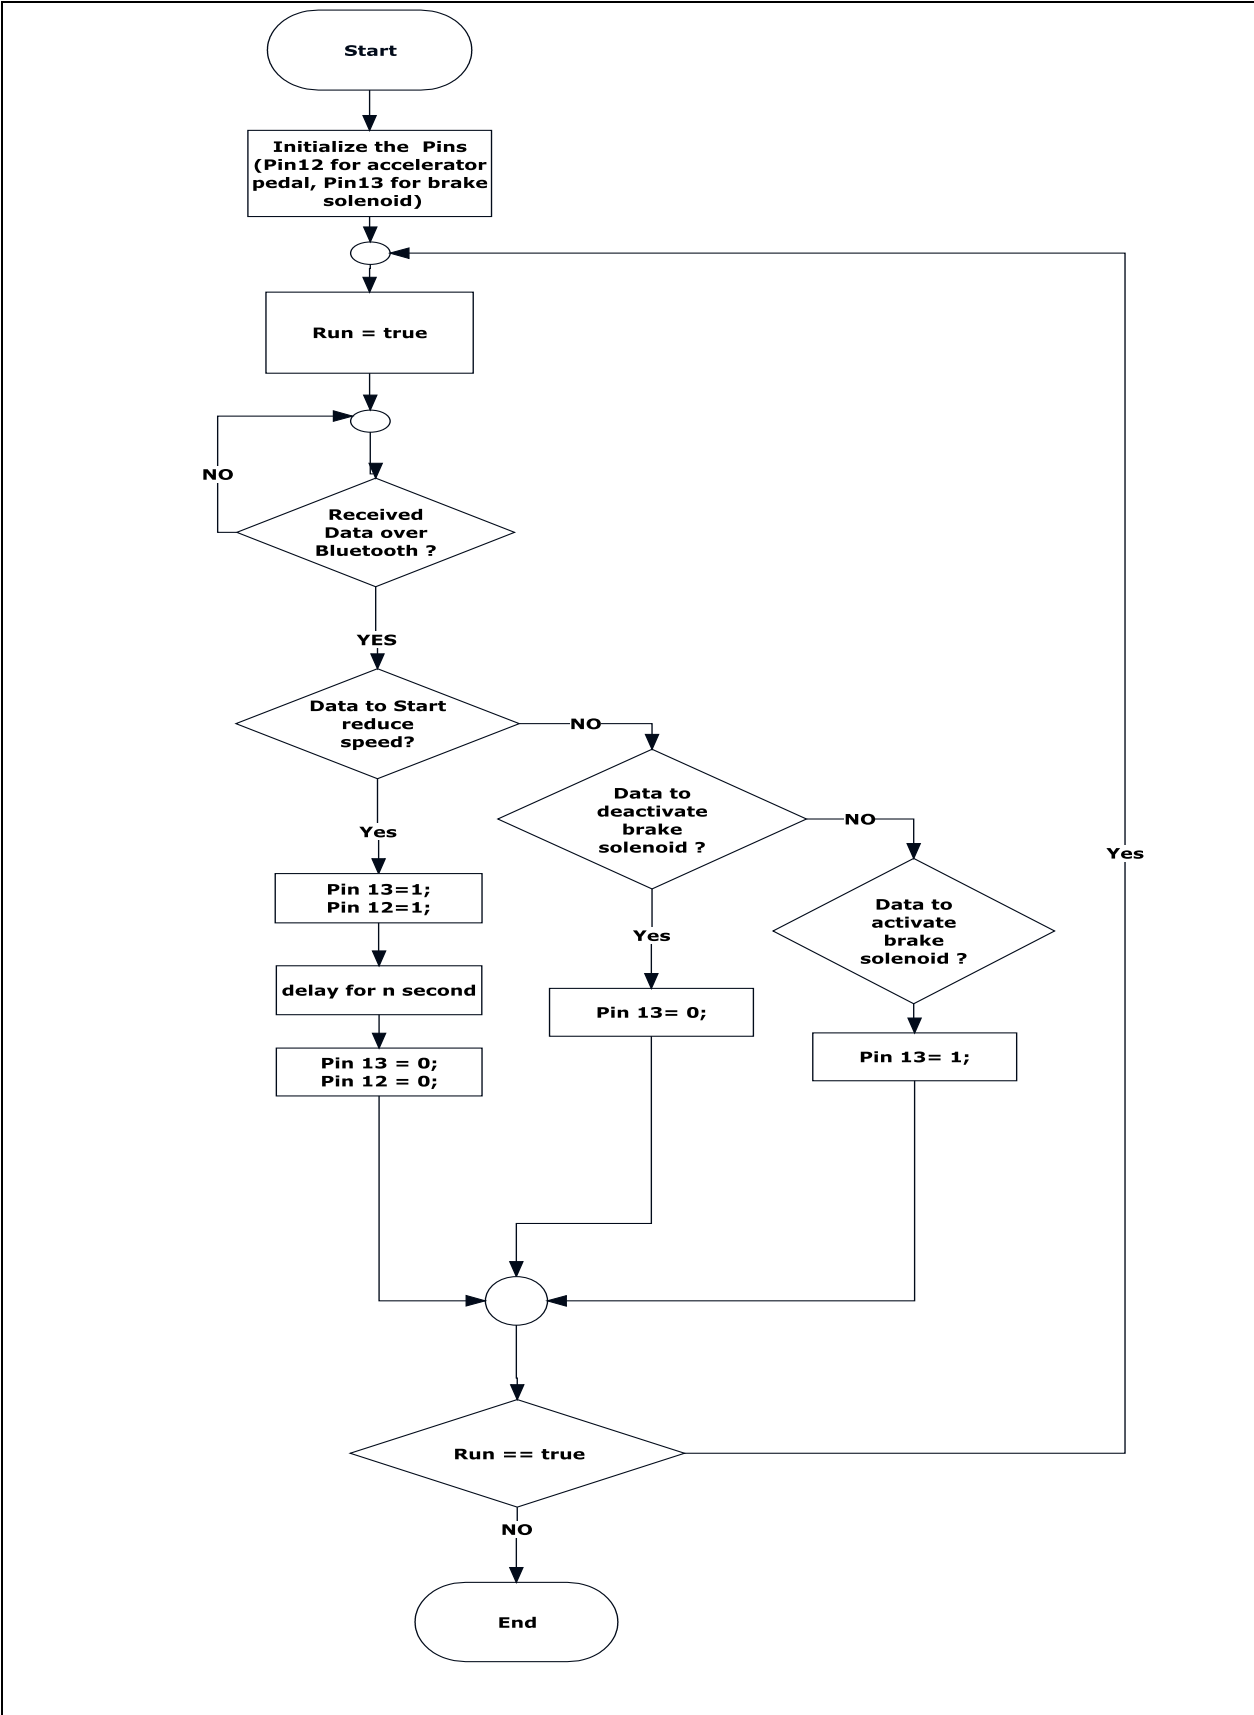 Start
Initialize the  Pins
(Pin12 for accelerator
pedal, Pin13 for brake
solenoid)
Run = true
NO
Received
Data over
Bluetooth ?
YES
Data to Start
reduce
speed?
NO
Data to
deactivate
brake
solenoid ?
NO
Yes
Yes
Data to
activate
brake
solenoid ?
Pin 13=1;
Pin 12=1;
Yes
delay for n second
Pin 13= 0;
Pin 13 = 0;
Pin 12 = 0;
Pin 13= 1;
Run == true
NO
End